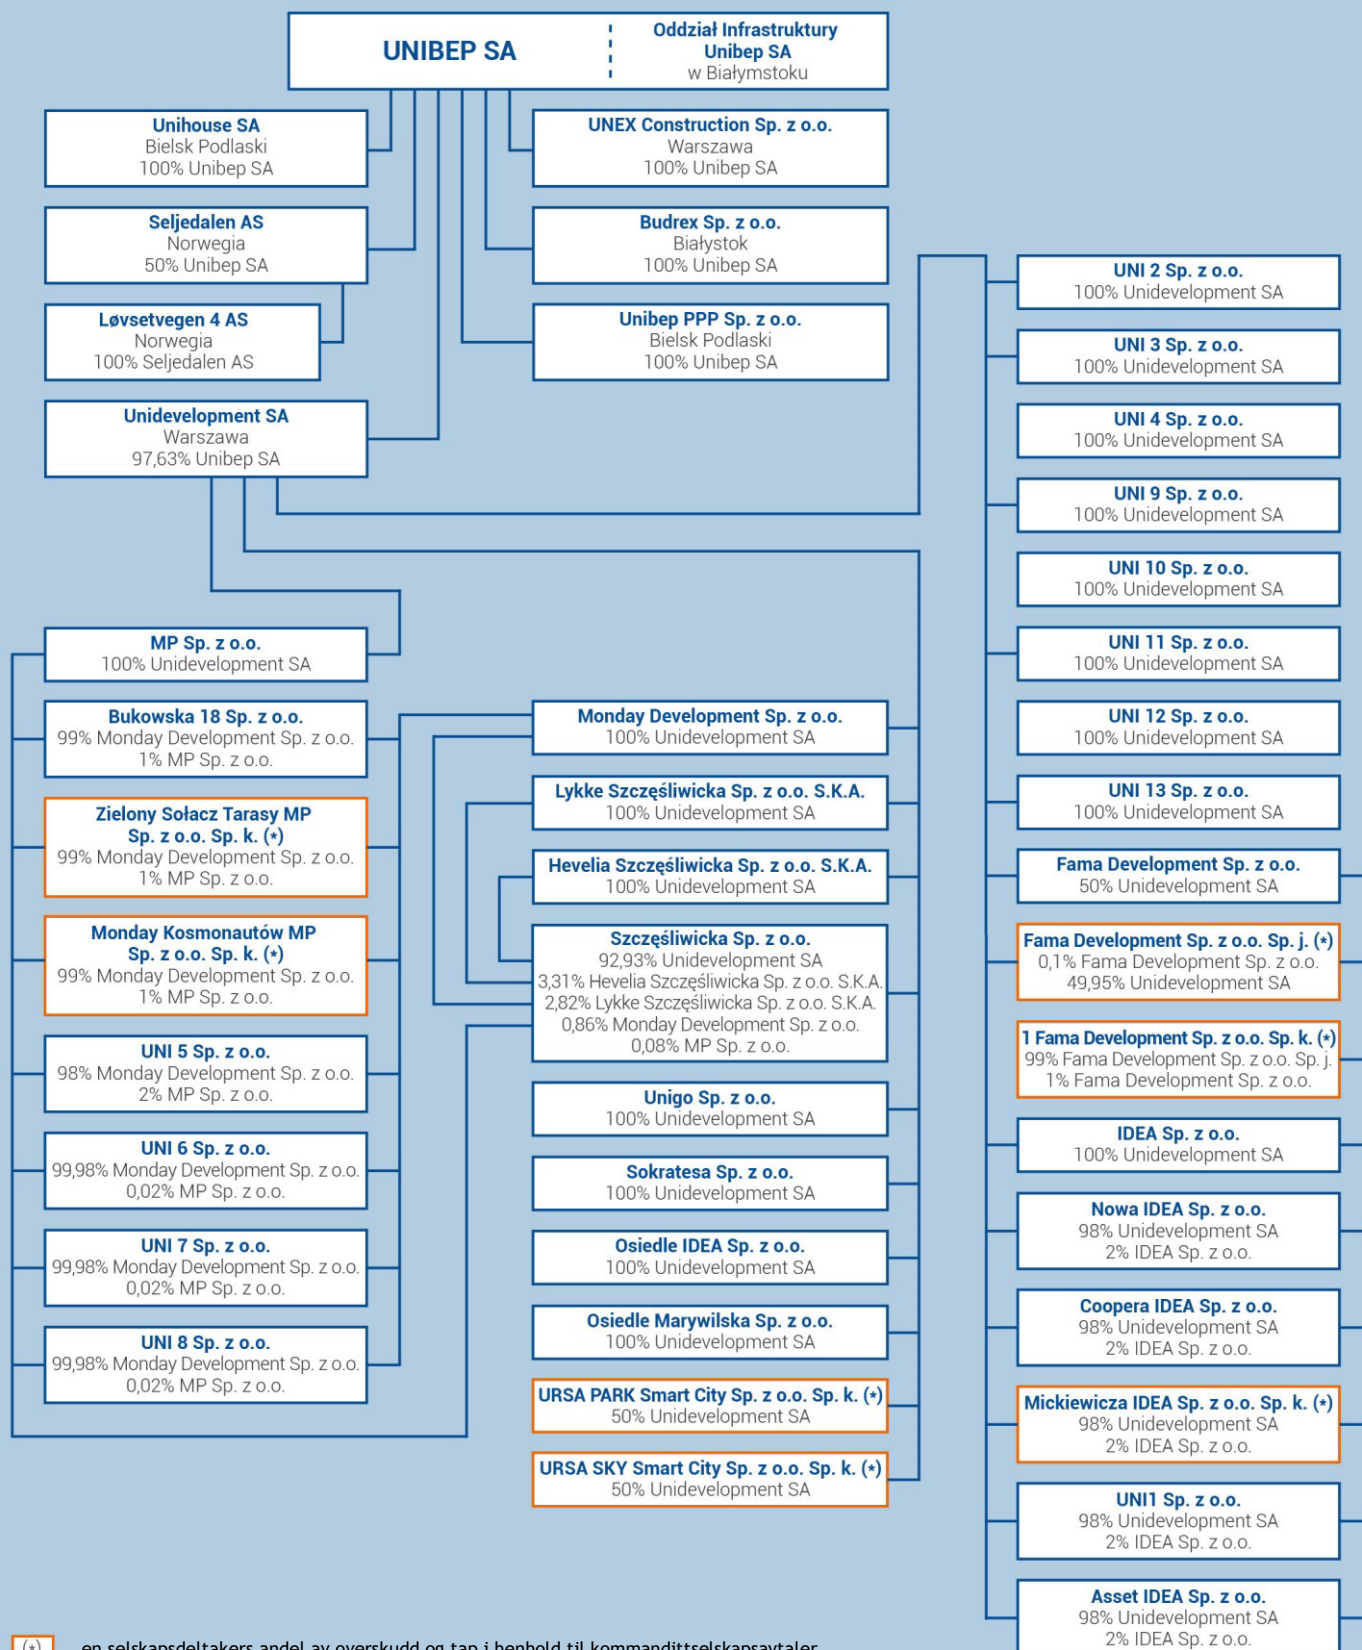 UNIBEP SA
Oddział Infrastruktury
Unibep SA
w Białymstoku
Unihouse SA
Bielsk Podlaski
100% Unibep SA
Seljedalen AS
Norwegia
50% Unibep SA
Løvsetvegen 4 AS
Norwegia
100% Seljedalen AS
Unidevelopment SA
Warszawa
97,63% Unibep SA
UNEX Construction Sp. z o.o.
Warszawa
100% Unibep SA
Budrex Sp. z o.o.
Białystok
100% Unibep SA
Unibep PPP Sp. z o.o.
Bielsk Podlaski
100% Unibep SA
MP Sp. z o.o.
100% Unidevelopment SA
Bukowska 18 Sp. z o.o.
99% Monday Development Sp. z o.o.
1% MP Sp. z o.o.
Zielony Sołacz Tarasy MP
Sp. z o.o. Sp. k. (*)
99% Monday Development Sp. z o.o.
1% MP Sp. z o.o.
Monday Kosmonautów MP
Sp. z o.o. Sp. k. (*)
99% Monday Development Sp. z o.o.
1% MP Sp. z o.o.
UNI 5 Sp. z o.o.
98% Monday Development Sp. z o.o.
2% MP Sp. z o.o.
UNI 6 Sp. z o.o.
99,98% Monday Development Sp. z o.o.
0,02% MP Sp. z o.o.
UNI 7 Sp. z o.o.
99,98% Monday Development Sp. z o.o.
0,02% MP Sp. z o.o.
UNI 8 Sp. z o.o.
99,98% Monday Development Sp. z o.o.
0,02% MP Sp. z o.o.
Monday Development Sp. z o.o.
100% Unidevelopment SA
Lykke Szczęśliwicka Sp. z o.o. S.K.A.
100% Unidevelopment SA
Hevelia Szczęśliwicka Sp. z o.o. S.K.A.
100% Unidevelopment SA
Szczęśliwicka Sp. z o.o.
92,93% Unidevelopment SA
3,31% Hevelia Szczęśliwicka Sp. z o.o. S.K.A.
2,82% Lykke Szczęśliwicka Sp. z o.o. S.K.A.
0,86% Monday Development Sp. z o.o.
0,08% MP Sp. z o.o.
Unigo Sp. z o.o.
100% Unidevelopment SA
Sokratesa Sp. z o.o.
100% Unidevelopment SA
Osiedle IDEA Sp. z o.o.
100% Unidevelopment SA
Osiedle Marywilska Sp. z o.o.
100% Unidevelopment SA
URSA PARK Smart City Sp. z o.o. Sp. k. (*)
50% Unidevelopment SA
URSA SKY Smart City Sp. z o.o. Sp. k. (*)
50% Unidevelopment SA
UNI 2 Sp. z o.o.
100% Unidevelopment SA
UNI 3 Sp. z o.o.
100% Unidevelopment SA
UNI 4 Sp. z o.o.
100% Unidevelopment SA
UNI 9 Sp. z o.o.
100% Unidevelopment SA
UNI 10 Sp. z o.o.
100% Unidevelopment SA
UNI 11 Sp. z o.o.
100% Unidevelopment SA
UNI 12 Sp. z o.o.
100% Unidevelopment SA
UNI 13 Sp. z o.o.
100% Unidevelopment SA
Fama Development Sp. z o.o.
50% Unidevelopment SA
Fama Development Sp. z o.o. Sp. j. (*)
0,1% Fama Development Sp. z o.o.
49,95% Unidevelopment SA
1 Fama Development Sp. z o.o. Sp. k. (*)
99% Fama Development Sp. z o.o. Sp. j.
1% Fama Development Sp. z o.o.
IDEA Sp. z o.o.
100% Unidevelopment SA
Nowa IDEA Sp. z o.o.
98% Unidevelopment SA
2% IDEA Sp. z o.o.
Coopera IDEA Sp. z o.o.
98% Unidevelopment SA
2% IDEA Sp. z o.o.
Mickiewicza IDEA Sp. z o.o. Sp. k. (*)
98% Unidevelopment SA
2% IDEA Sp. z o.o.
UNI1 Sp. z o.o.
98% Unidevelopment SA
2% IDEA Sp. z o.o.
Asset IDEA Sp. z o.o.
98% Unidevelopment SA
2% IDEA Sp. z o.o.
(*) en selskapsdeltakers andel av overskudd og tap i henhold til kommandittselskapsavtaler